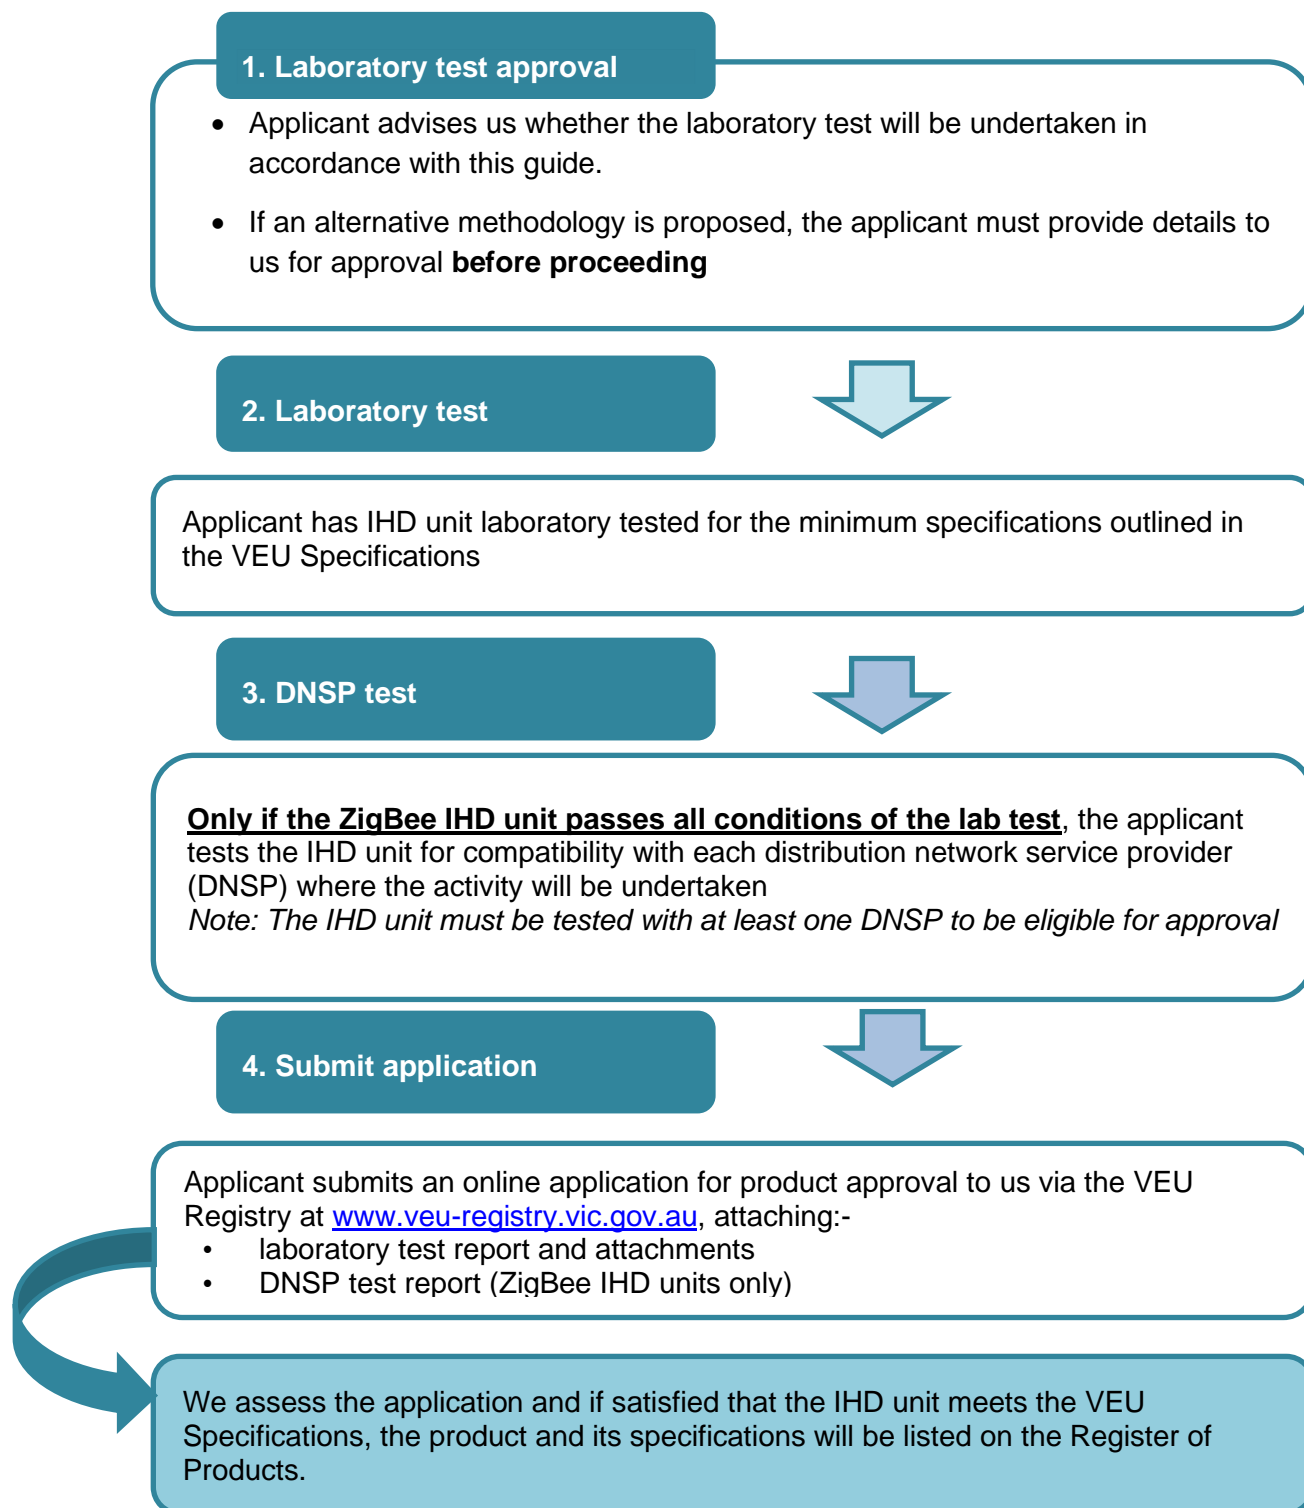 1. Laboratory test approval
• Applicant advises us whether the laboratory test will be undertaken in
accordance with this guide.
• If an alternative methodology is proposed, the applicant must provide details to
us for approval before proceeding
2. Laboratory test
Applicant has IHD unit laboratory tested for the minimum specifications outlined in
the VEU Specifications
3. DNSP test
Only if the ZigBee IHD unit passes all conditions of the lab test, the applicant
tests the IHD unit for compatibility with each distribution network service provider
(DNSP) where the activity will be undertaken
Note: The IHD unit must be tested with at least one DNSP to be eligible for approval
4. Submit application
Applicant submits an online application for product approval to us via the VEU
Registry at www.veu-registry.vic.gov.au, attaching:-
• laboratory test report and attachments
• DNSP test report (ZigBee IHD units only)
We assess the application and if satisfied that the IHD unit meets the VEU
Specifications, the product and its specifications will be listed on the Register of
Products.